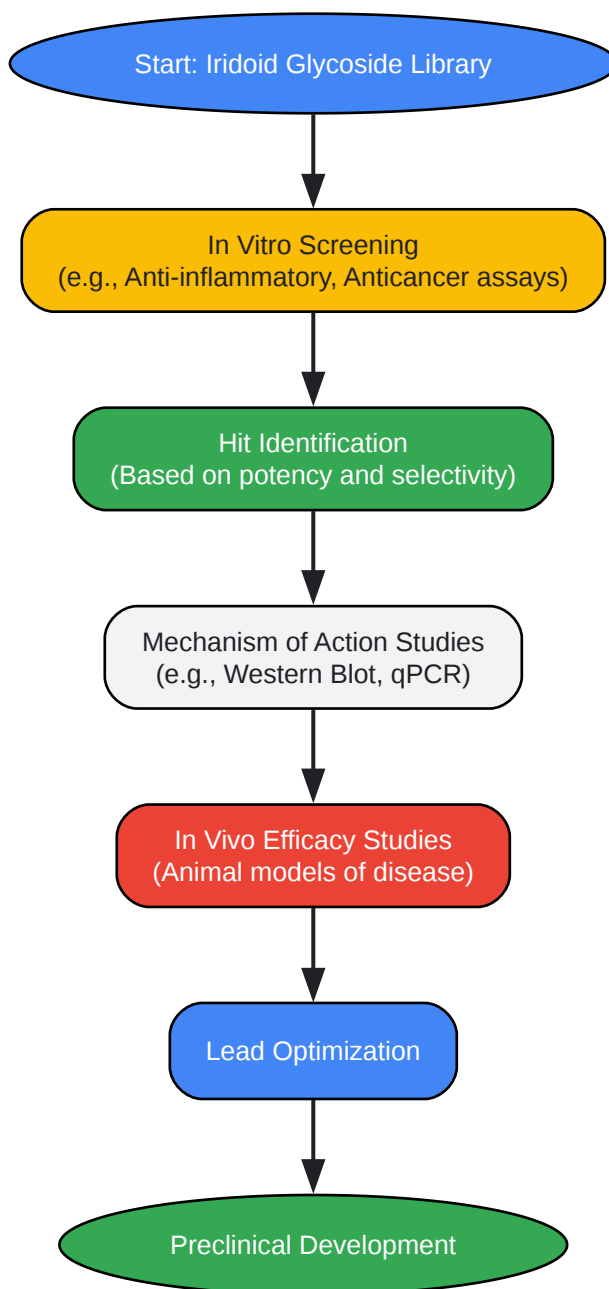 Start: Iridoid Glycoside Library
In Vitro Screening
(e.g., Anti-inflammatory, Anticancer assays)
Hit Identification
(Based on potency and selectivity)
Mechanism of Action Studies
(e.g., Western Blot, qPCR)
In Vivo Efficacy Studies
(Animal models of disease)
Lead Optimization
Preclinical Development